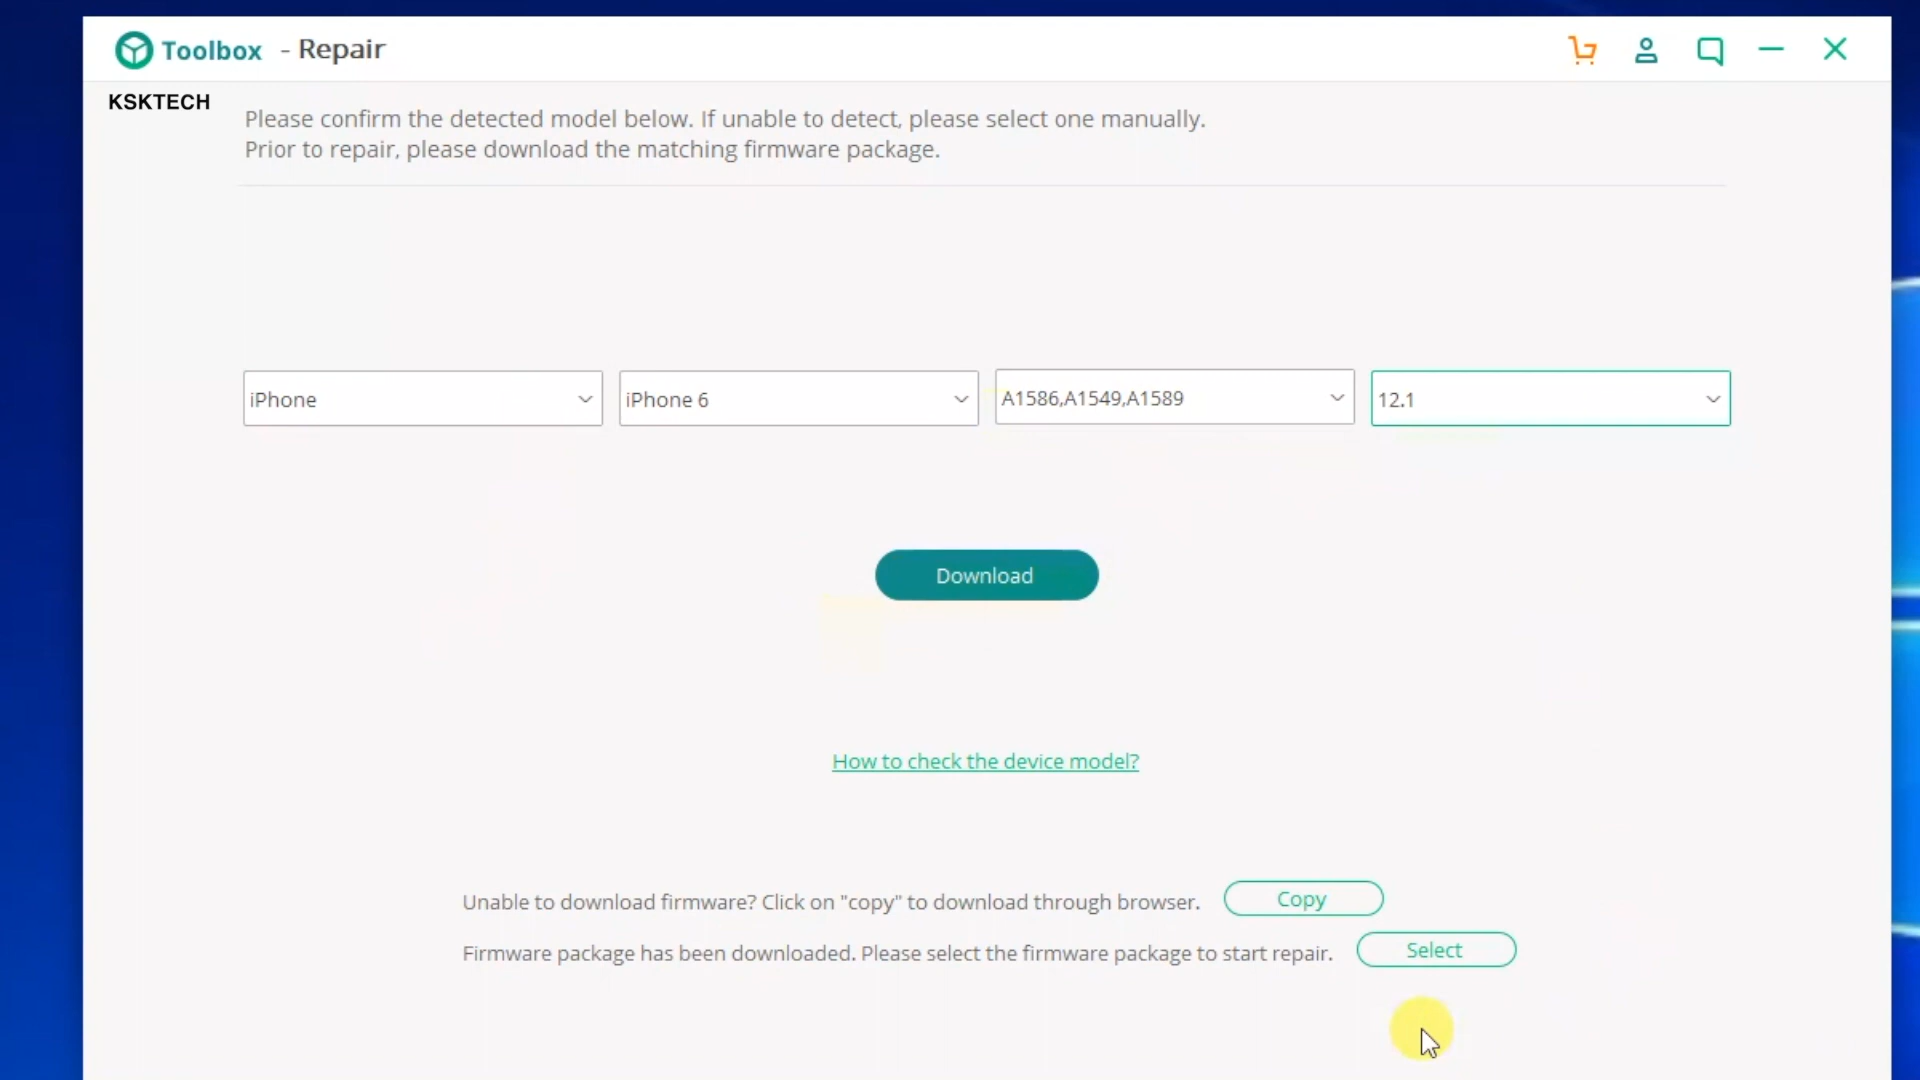 Toolbox - Repair
KSKTECH
Please confirm the detected model below. If unable to detect, please select one manually.
Prior to repair, please download the matching firmware package.
iPhone
iPhone 6
A1586,A1549,A1589
12.1
Download
How to check the device model?
Unable to download firmware? Click on "copy" to download through browser.
Copy
Firmware package has been downloaded. Please select the firmware package to start repair.
Select